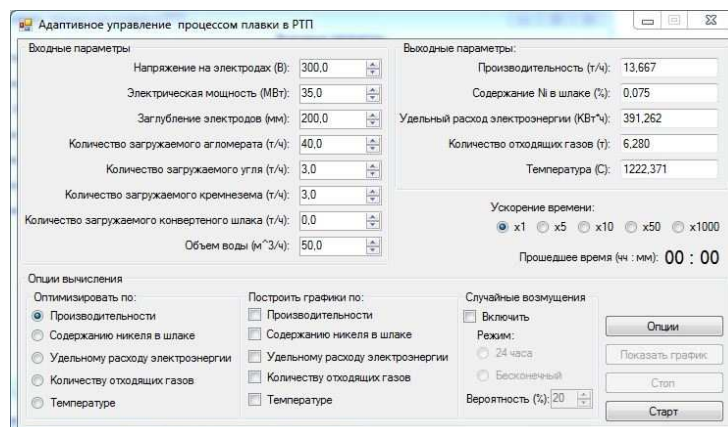 Адаптивное управление процессом плавки в РТП
Входные параметры
Напряжение на электродах (В): 300,0
Электрическая мощность (МВт): 35,0
Заглубление электродов (мм): 200,0
Количество загружаемого агломерата (т/ч): 40,0
Количество загружаемого угля (т/ч): 3,0
Количество загружаемого кремнезема (т/ч): 3,0
Количество загружаемого конвертеного шлака (т/ч): 0,0
Объем воды (м^3/ч): 50,0
Выходные параметры:
Производительность (т/ч): 13,667
Содержание Ni в шлаке (%): 0,075
Удельный расход электроэнергии (КВт*ч): 391,262
Количество отходящих газов (т): 6,280
Температура (С): 1222,371
Ускорение времени:
x1 x5 x10 x50 x1000
Прошедшее время (чч : мм): 00 : 00
Опции вычисления
Оптимизировать по:
Производительности
Содержанию никеля в шлаке
Удельному расходу электроэнергии
Количеству отходящих газов
Температуре
Построить графики по:
Производительности
Содержанию никеля в шлаке
Удельному расходу электроэнергии
Количеству отходящих газов
Температуре
Случайные возмущения
Включить
Режим:
24 часа
Бесконечный
Вероятность (%): 20
Опции
Показать график
Стоп
Старт